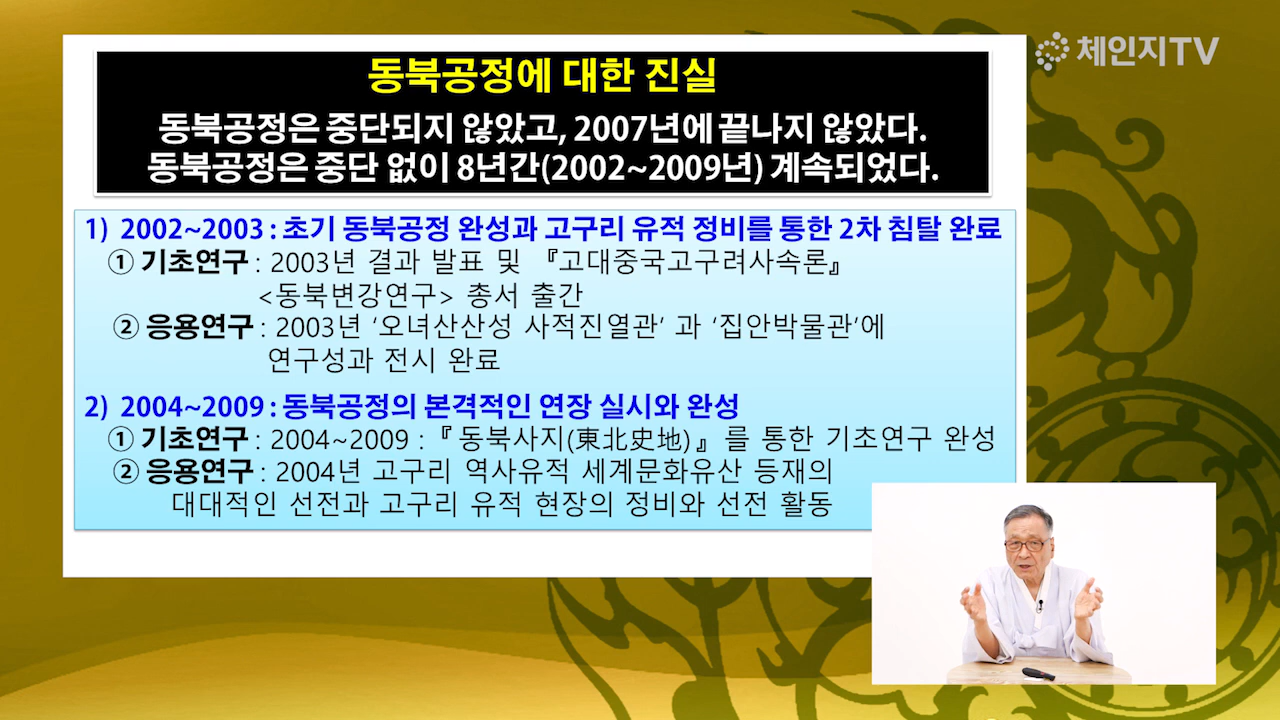 체인지TV
동북공정에 대한 진실
동북공정은 중단되지 않았고, 2007년에 끝나지 않았다.
동북공정은 중단 없이 8년간(2002~2009년) 계속되었다.
1) 2002~2003 : 초기 동북공정 완성과 고구리 유적 정비를 통한 2차 침탈 완료
① 기초연구 : 2003년 결과 발표 및 『고대중국고구려사속론』
<동북변강연구> 총서 출간
② 응용연구 : 2003년 ‘오녀산산성 사적진열관’ 과 ‘집안박물관’에
연구성과 전시 완료
2) 2004~2009 : 동북공정의 본격적인 연장 실시와 완성
① 기초연구 : 2004~2009 : 『동북사지(東北史地)』 를 통한 기초연구 완성
② 응용연구 : 2004년 고구리 역사유적 세계문화유산 등재의
대대적인 선전과 고구리 유적 현장의 정비와 선전 활동